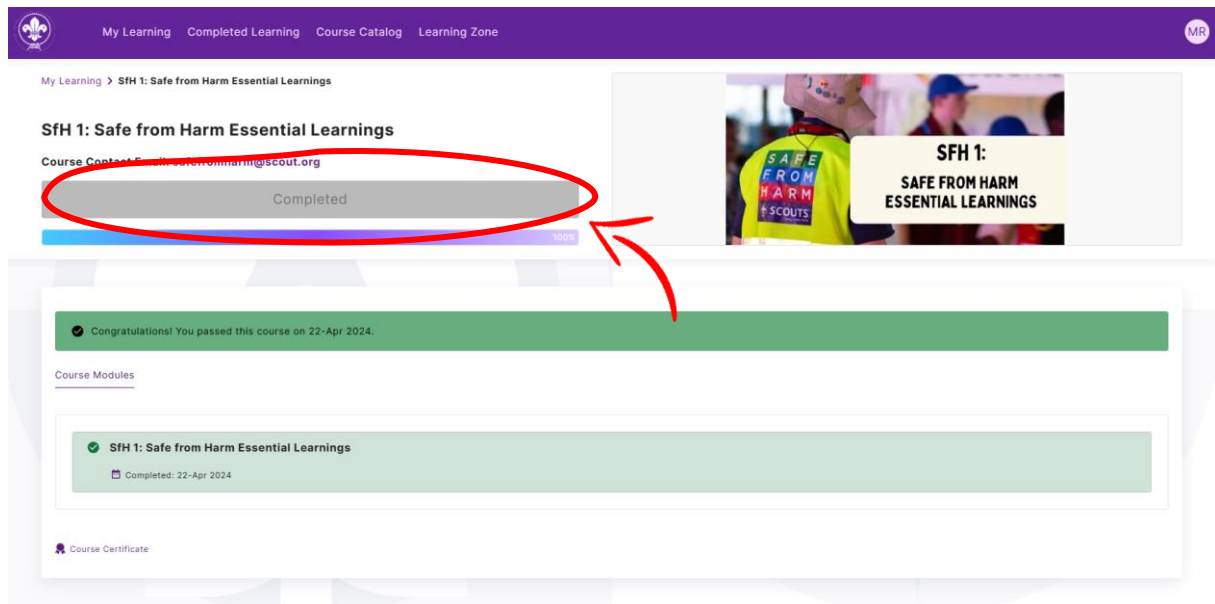 My Learning Completed Learning Course Catalog Learning Zone
MR
My Learning > SfH 1: Safe from Harm Essential Learnings
SfH 1: Safe from Harm Essential Learnings
Course Contact Email: safefromharm@scout.org
Completed
100%
SAFE
FROM
HARM
SCOUTS
SFH 1:
SAFE FROM HARM
ESSENTIAL LEARNINGS
Congratulations! You passed this course on 22-Apr 2024.
Course Modules
SfH 1: Safe from Harm Essential Learnings
Completed: 22-Apr 2024
Course Certificate